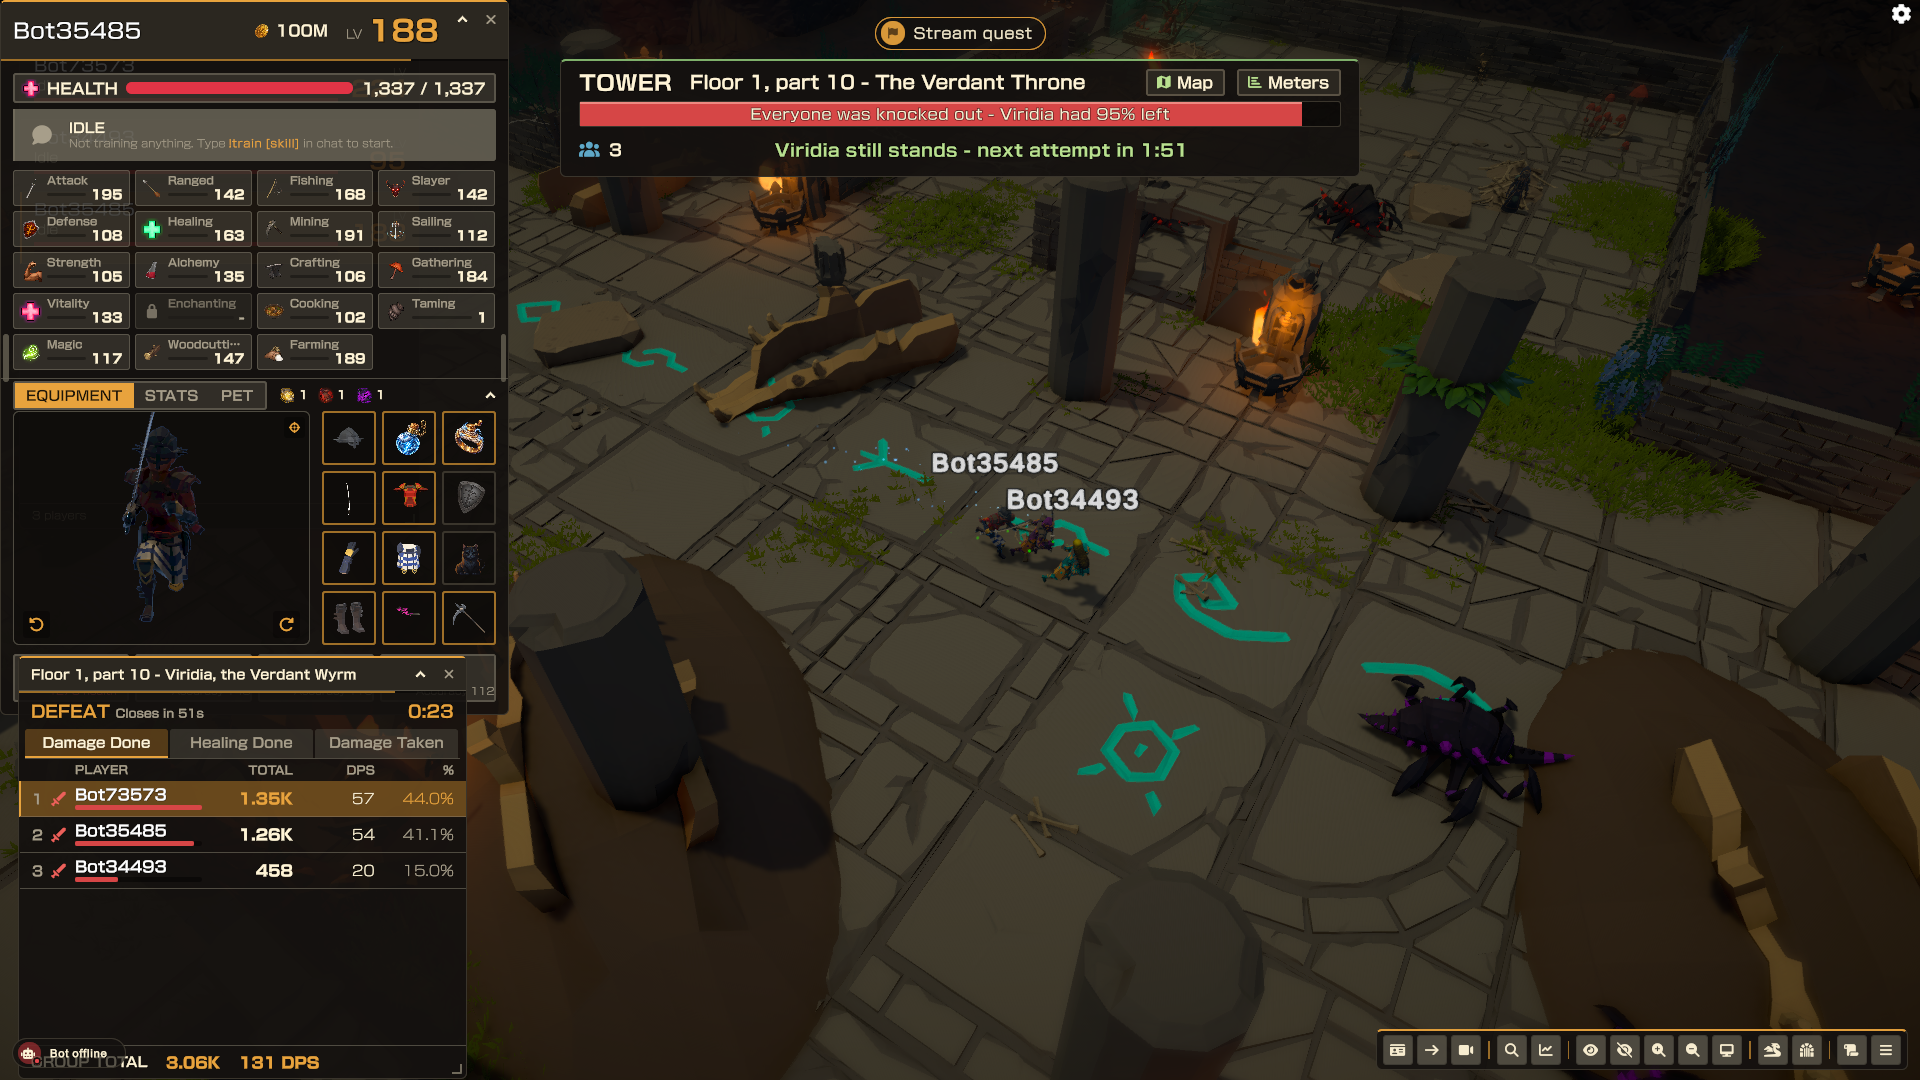 Bot35485
100M
LV 188
HEALTH 1,337 / 1,337
IDLE
Not training anything. Type !train [skill] in chat to start.
Attack 195
Ranged 142
Fishing 168
Slayer 142
Defense 108
Healing 163
Mining 191
Sailing 112
Strength 105
Alchemy 135
Crafting 106
Gathering 184
Vitality 133
Enchanting -
Cooking 102
Taming 1
Magic 117
Woodcutti... 147
Farming 189
EQUIPMENT STATS PET 1 1 1
3 players
112
Floor 1, part 10 - Viridia, the Verdant Wyrm
DEFEAT Closes in 51s 0:23
Damage Done Healing Done Damage Taken
PLAYER TOTAL DPS %
1 Bot73573 1.35K 57 44.0%
2 Bot35485 1.26K 54 41.1%
3 Bot34493 458 20 15.0%
Bot offline
GROUP TOTAL 3.06K 131 DPS
Stream quest
TOWER Floor 1, part 10 - The Verdant Throne Map Meters
Everyone was knocked out - Viridia had 95% left
3 Viridia still stands - next attempt in 1:51
Bot35485
Bot34493